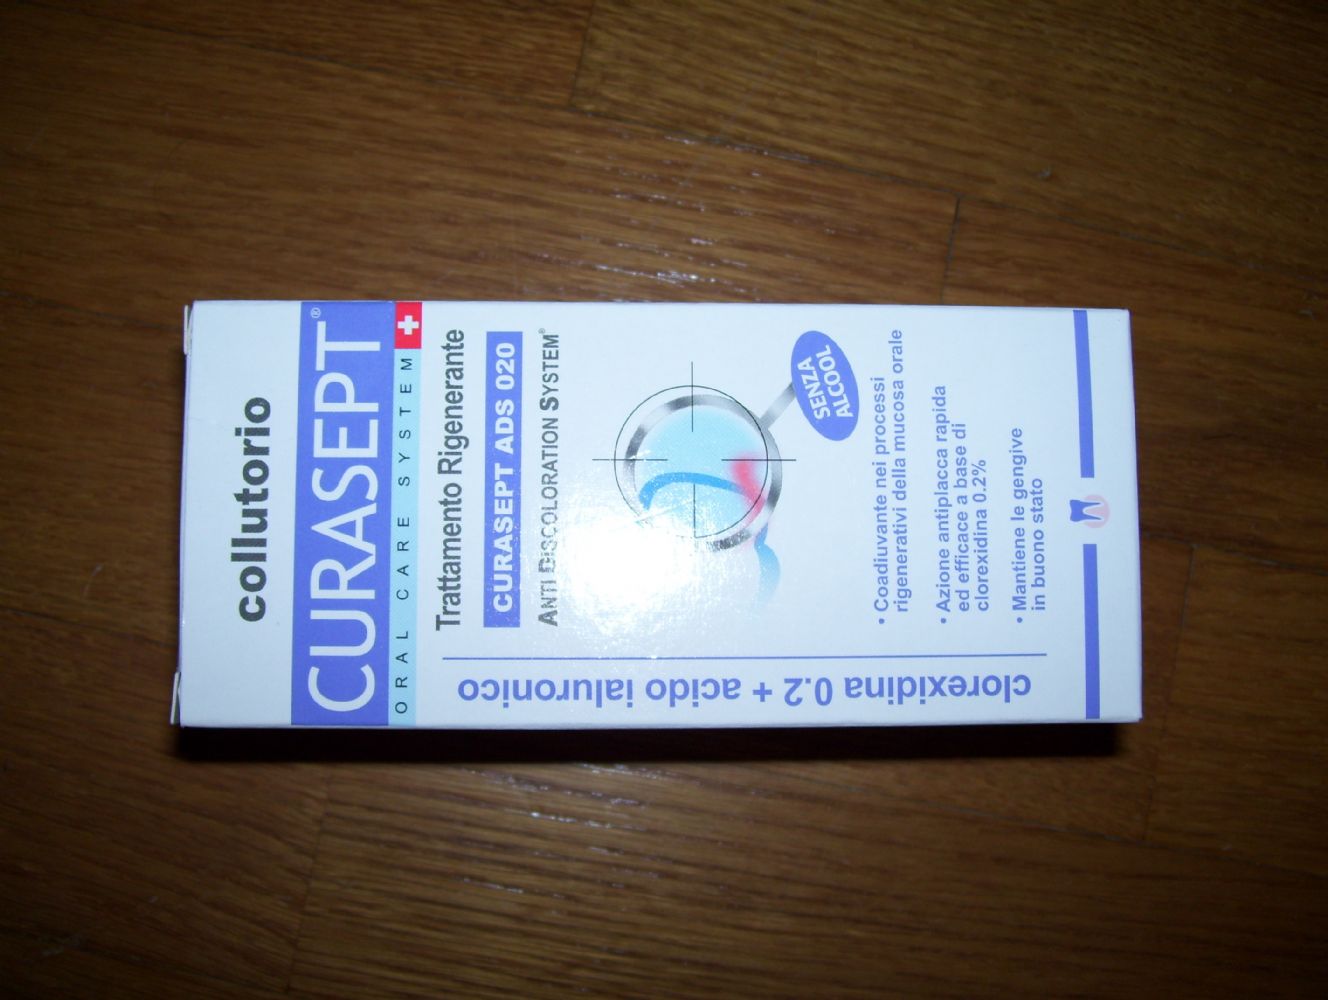 collutorio
CURASEPT®
ORAL CARE SYSTEM
Trattamento Rigenerante
CURASEPT ADS 020
ANTI DISCOLORATION SYSTEM®
SENZA
ALCOOL
• Coadiuvante nei processi
rigenerativi della mucosa orale
• Azione antiplacca rapida
ed efficace a base di
clorexidina 0.2%
• Mantiene le gengive
in buono stato
clorexidina 0.2 + acido ialuronico